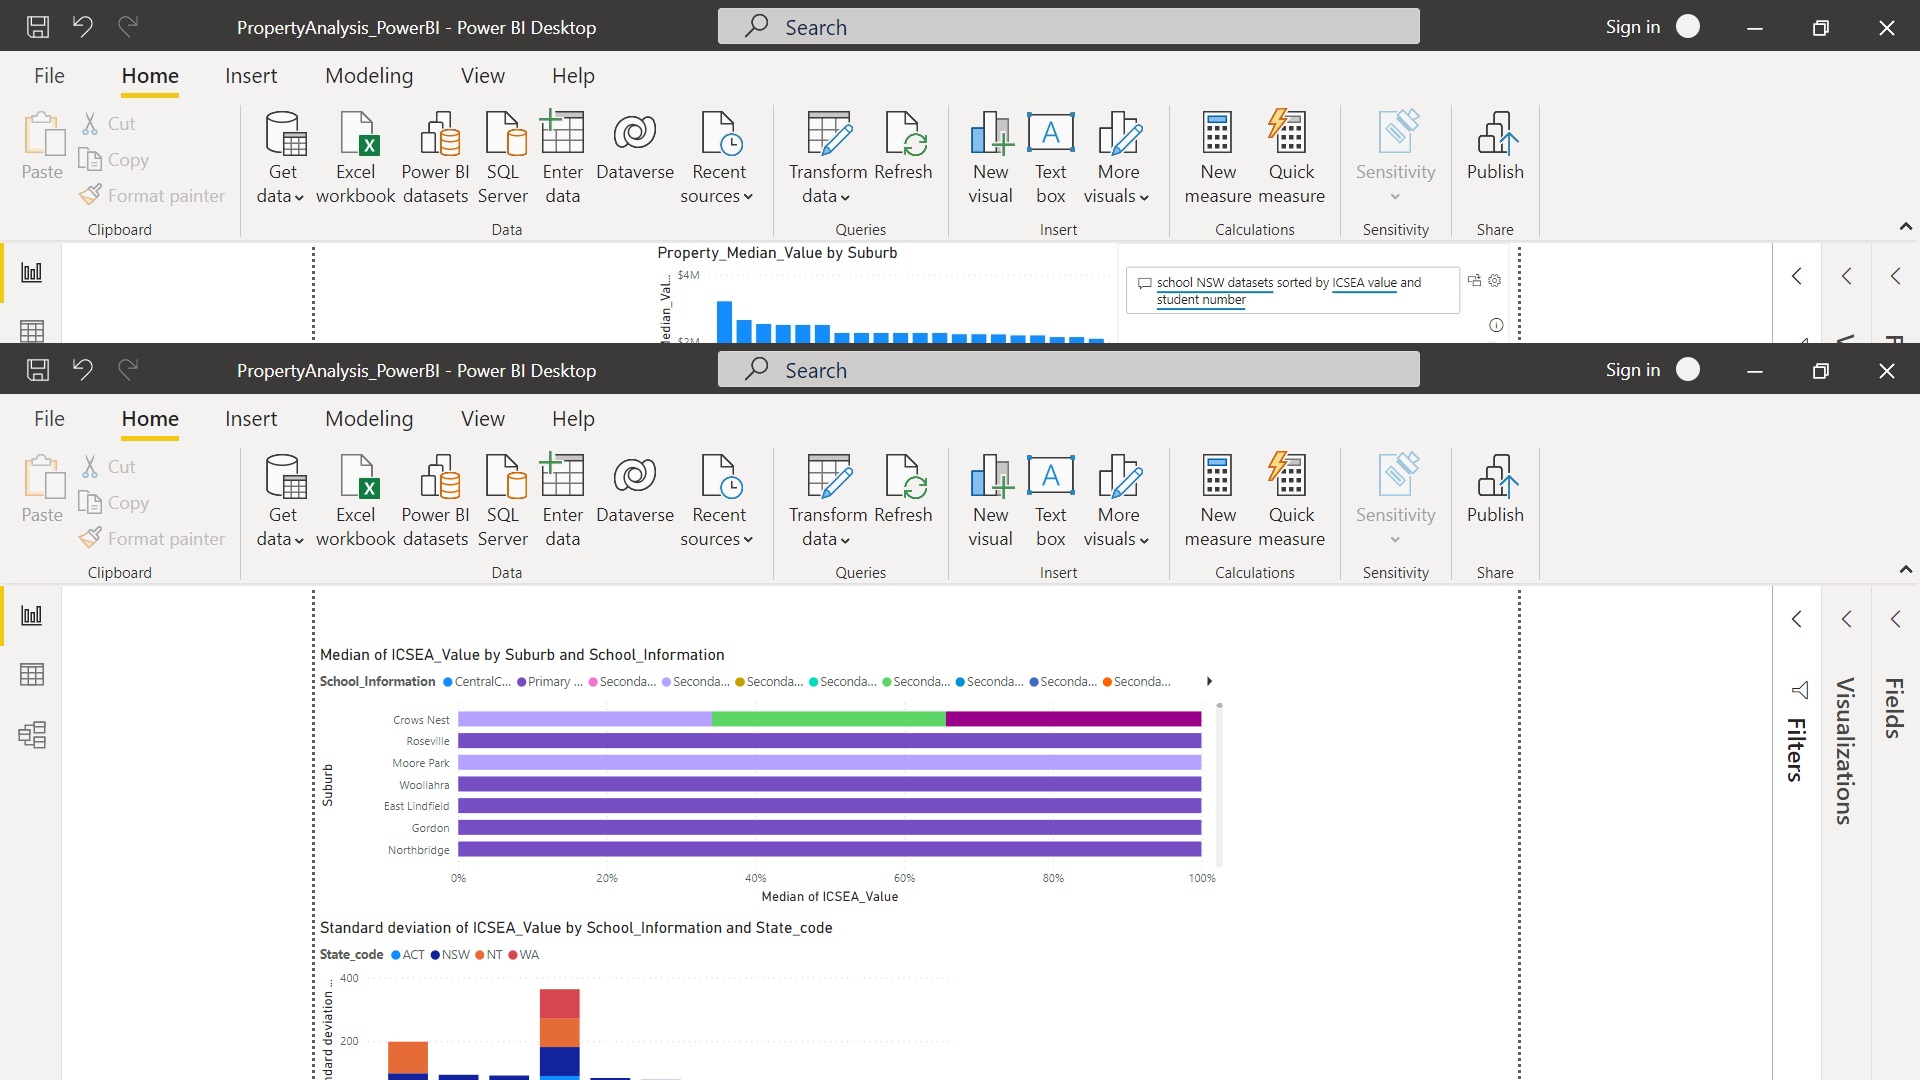 PropertyAnalysis_PowerBI - Power BI Desktop
Search
Sign in
File Home Insert Modeling View Help
Paste
Cut
Copy
Format painter
Clipboard
Get data
Excel workbook
Power BI datasets
SQL Server
Enter data
Dataverse
Recent sources
Data
Transform data
Refresh
Queries
New visual
A
Text box
More visuals
Insert
New measure
Quick measure
Calculations
Sensitivity
Sensitivity
Publish
Share
Property_Median_Value by Suburb
$4M
$2M
school NSW datasets sorted by ICSEA value and
student number
PropertyAnalysis_PowerBI - Power BI Desktop
Search
Sign in
File Home Insert Modeling View Help
Paste
Cut
Copy
Format painter
Clipboard
Get data
Excel workbook
Power BI datasets
SQL Server
Enter data
Dataverse
Recent sources
Data
Transform data
Refresh
Queries
New visual
A
Text box
More visuals
Insert
New measure
Quick measure
Calculations
Sensitivity
Sensitivity
Publish
Share
Median of ICSEA_Value by Suburb and School_Information
School_Information CentralC... Primary ... Seconda... Seconda... Seconda... Seconda... Seconda... Seconda... Seconda... Seconda...
Suburb
Crows Nest
Roseville
Moore Park
Woollahra
East Lindfield
Gordon
Northbridge
0% 20% 40% 60% 80% 100%
Median of ICSEA_Value
Standard deviation of ICSEA_Value by School_Information and State_code
State_code ACT NSW NT WA
400
200
Filters
Visualizations
Fields